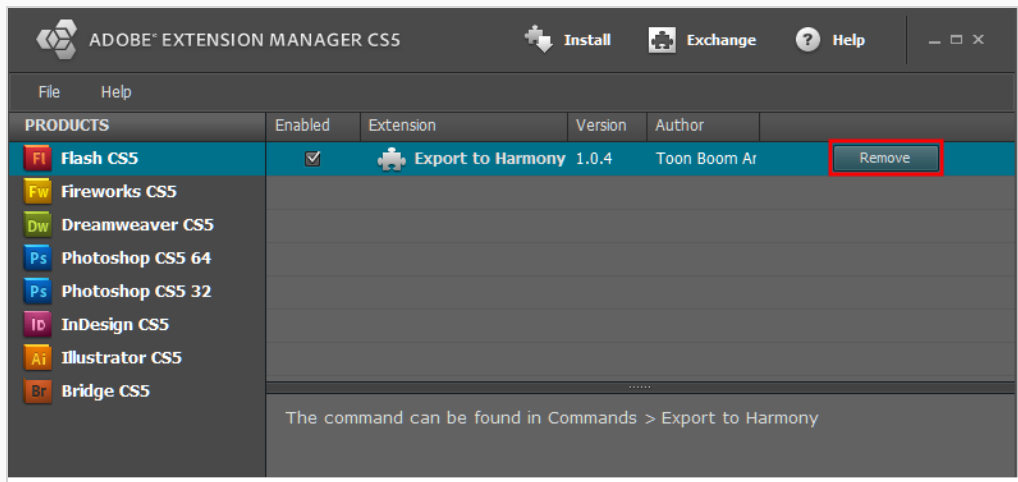 ADOBE® EXTENSION MANAGER CS5 Install Exchange ? Help
File Help
PRODUCTS Enabled Extension Version Author
Fl Flash CS5 Export to Harmony 1.0.4 Toon Boom Ar Remove
Fw Fireworks CS5
Dw Dreamweaver CS5
Ps Photoshop CS5 64
Ps Photoshop CS5 32
ID InDesign CS5
Ai Illustrator CS5
Br Bridge CS5
The command can be found in Commands > Export to Harmony